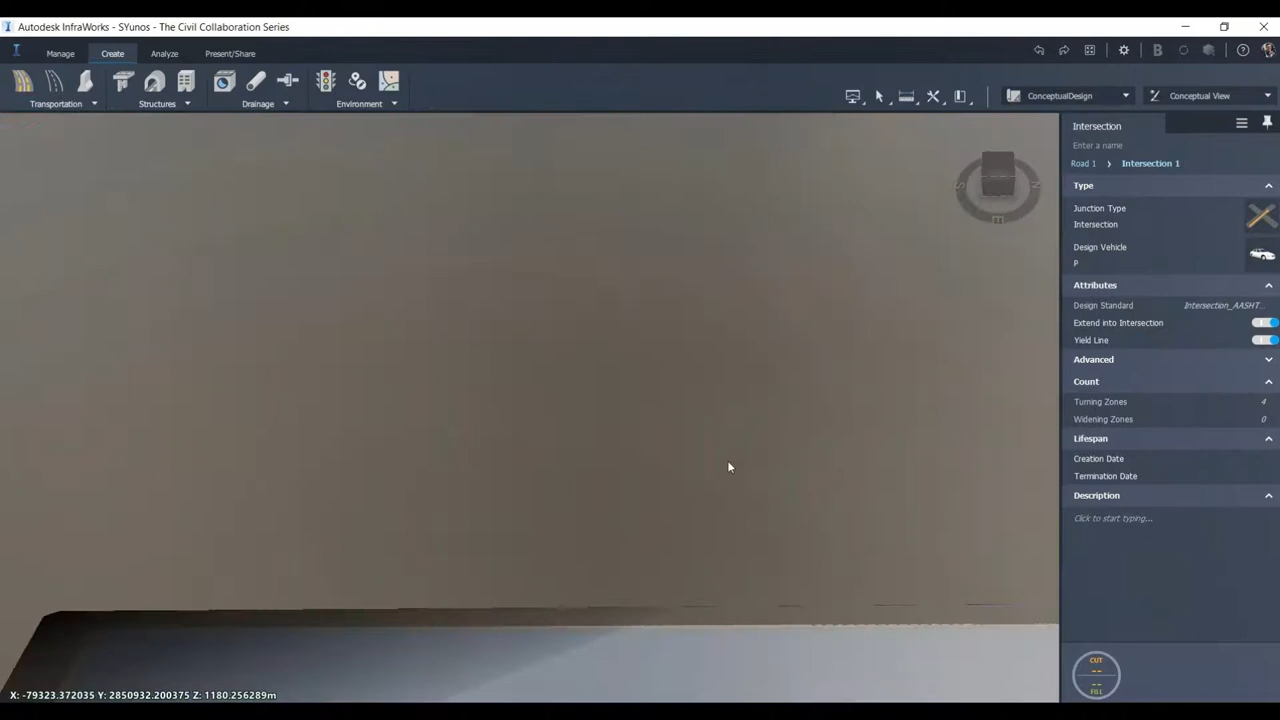 Autodesk InfraWorks - SYunos - The Civil Collaboration Series
Manage Create Analyze Present/Share
Transportation Structures Drainage Environment
ConceptualDesign Conceptual View
Intersection
Enter a name
Road 1 > Intersection 1
Type
Junction Type
Intersection
Design Vehicle
P
Attributes
Design Standard Intersection_AASHT...
Extend into Intersection
Yield Line
Advanced
Count
Turning Zones 4
Widening Zones 0
Lifespan
Creation Date
Termination Date
Description
Click to start typing...
S N
E
CUT
--
--
FILL
X: -79323.372035 Y: 2850932.200375 Z: 1180.256289m